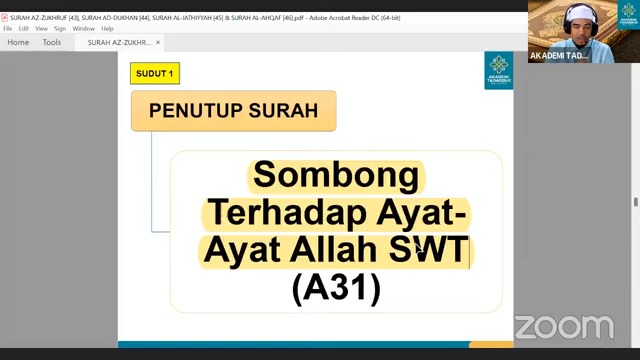 SURAH AZ-ZUKHRUF [43], SURAH AD-DUKHAN [44], SURAH AL-JATHIYYAH [45] & SURAH AL-AHQAF [46].pdf - Adobe Acrobat Reader DC (64-bit)
File Edit View Sign Window Help
Home Tools SURAH AZ-ZUKHR... ×
AKADEMI TAD...
SUDUT 1
AKADEMI
TADABBUR
PENUTUP SURAH
Sombong
Terhadap Ayat-
Ayat Allah SWT
(A31)
zoom